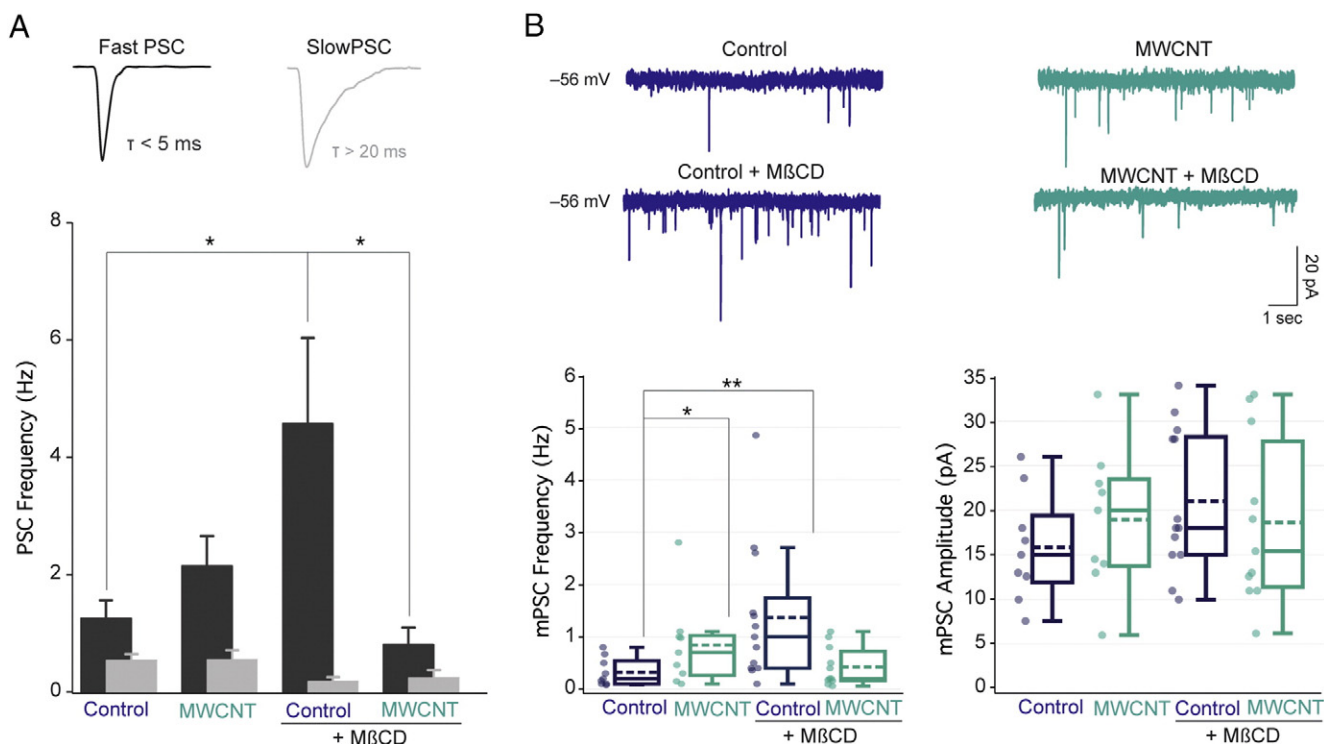 A
Fast PSC
SlowPSC
τ < 5 ms
τ > 20 ms
PSC Frequency (Hz)
8
6
4
2
0
*
*
Control
MWCNT
Control
MWCNT
+ MßCD
B
Control
–56 mV
Control + MßCD
–56 mV
MWCNT
MWCNT + MßCD
20 pA
1 sec
mPSC Frequency (Hz)
6
5
4
3
2
1
0
**
*
Control
MWCNT
Control
MWCNT
+ MßCD
mPSC Amplitude (pA)
35
30
25
20
15
10
5
0
Control
MWCNT
Control
MWCNT
+ MßCD